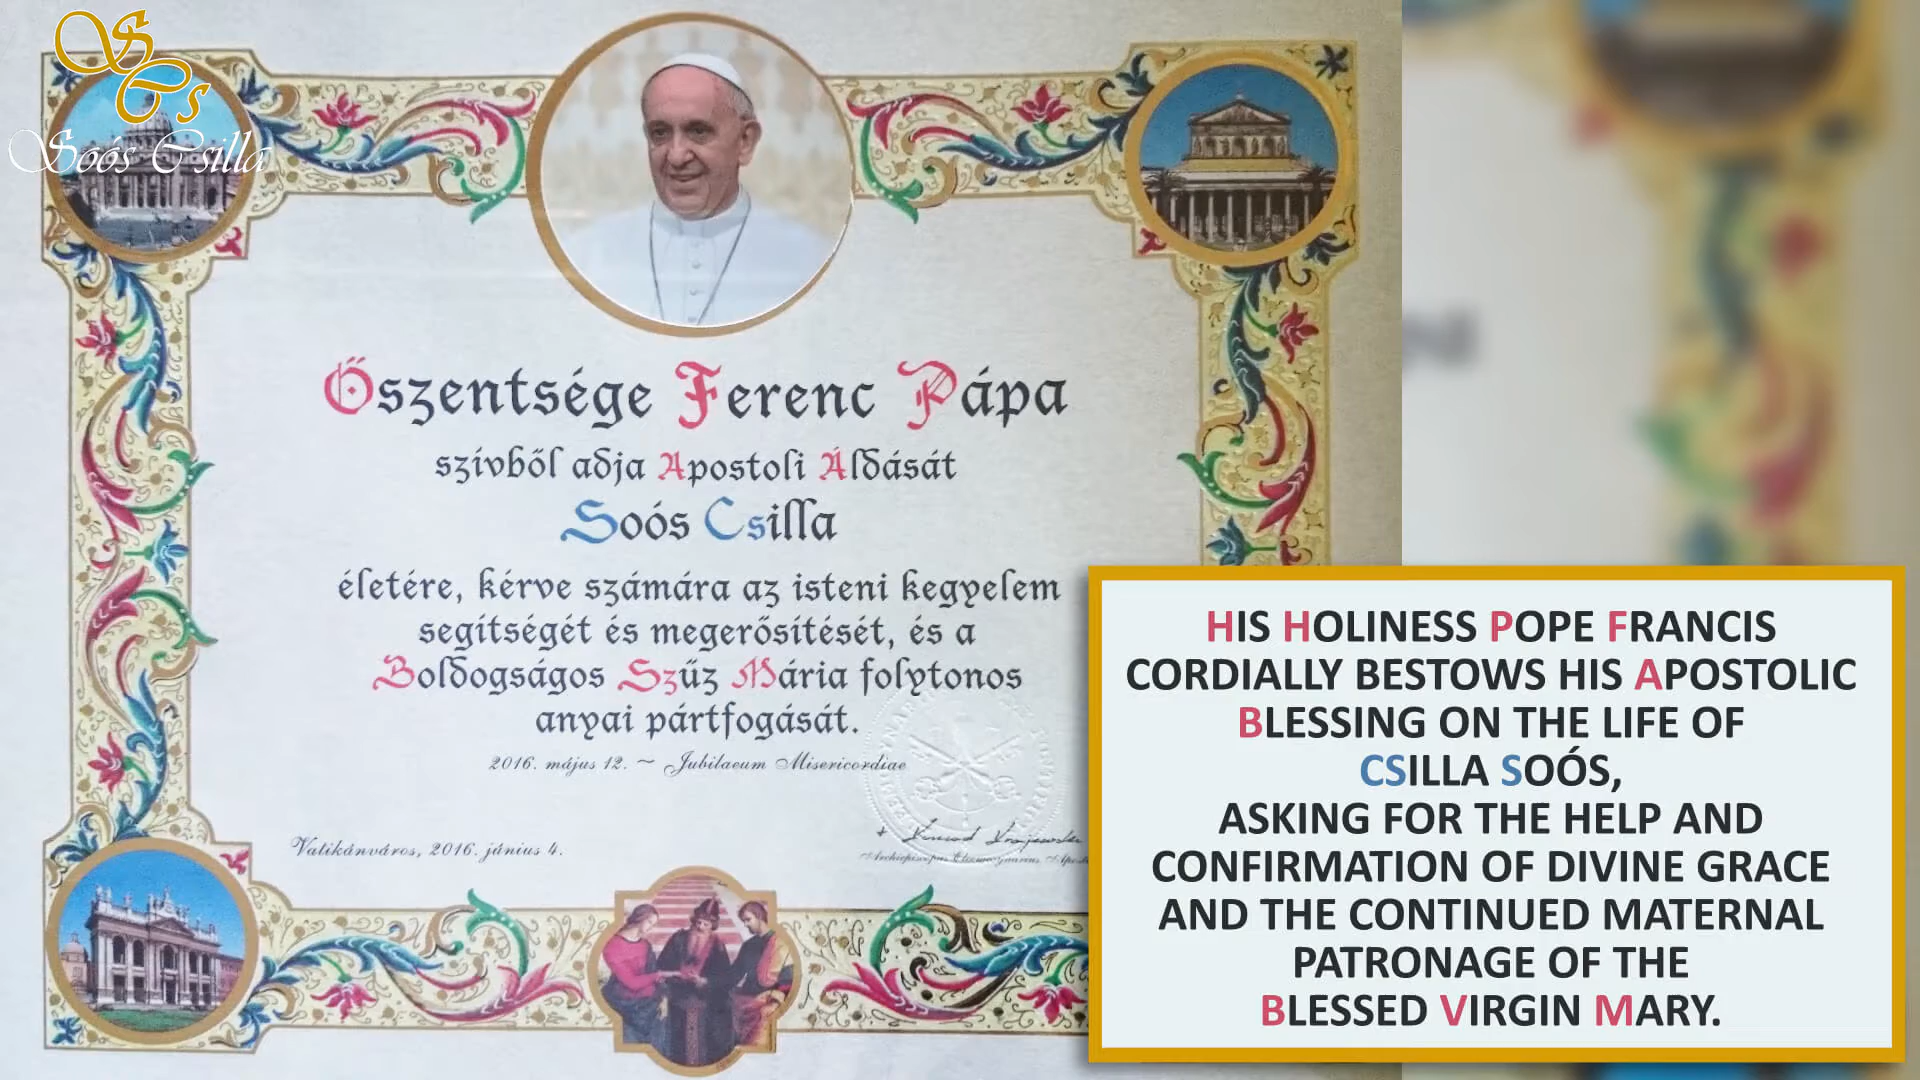 Soós Csilla
Őszentsége Ferenc Pápa
szívből adja Apostoli Áldását
Soós Csilla
életére, kérve számára az isteni kegyelem
segítségét és megerősítését, és a
Boldogságos Szűz Mária folytonos
anyai pártfogását.
2016. május 12. ~ Jubilaeum Misericordiae
Vatikánváros, 2016. június 4.
HIS HOLINESS POPE FRANCIS
CORDIALLY BESTOWS HIS APOSTOLIC
BLESSING ON THE LIFE OF
CSILLA SOÓS,
ASKING FOR THE HELP AND
CONFIRMATION OF DIVINE GRACE
AND THE CONTINUED MATERNAL
PATRONAGE OF THE
BLESSED VIRGIN MARY.